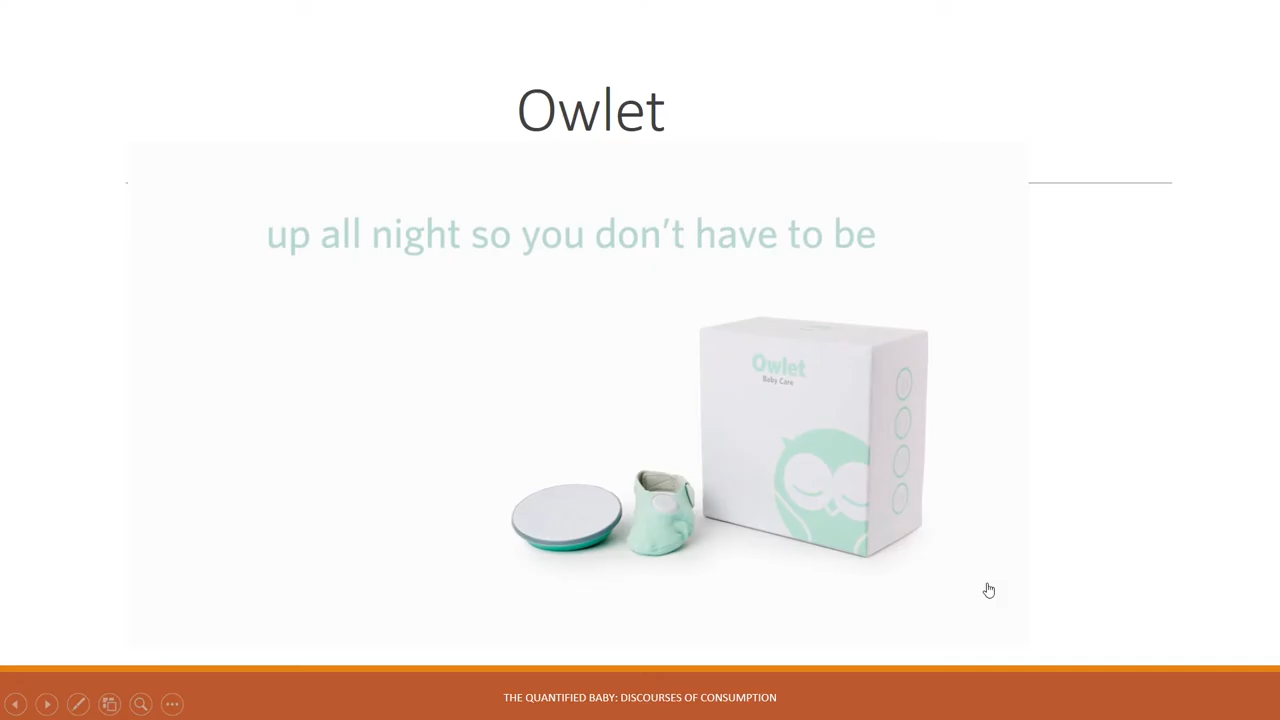 Owlet
up all night so you don't have to be
Owlet
Baby Care
THE QUANTIFIED BABY: DISCOURSES OF CONSUMPTION